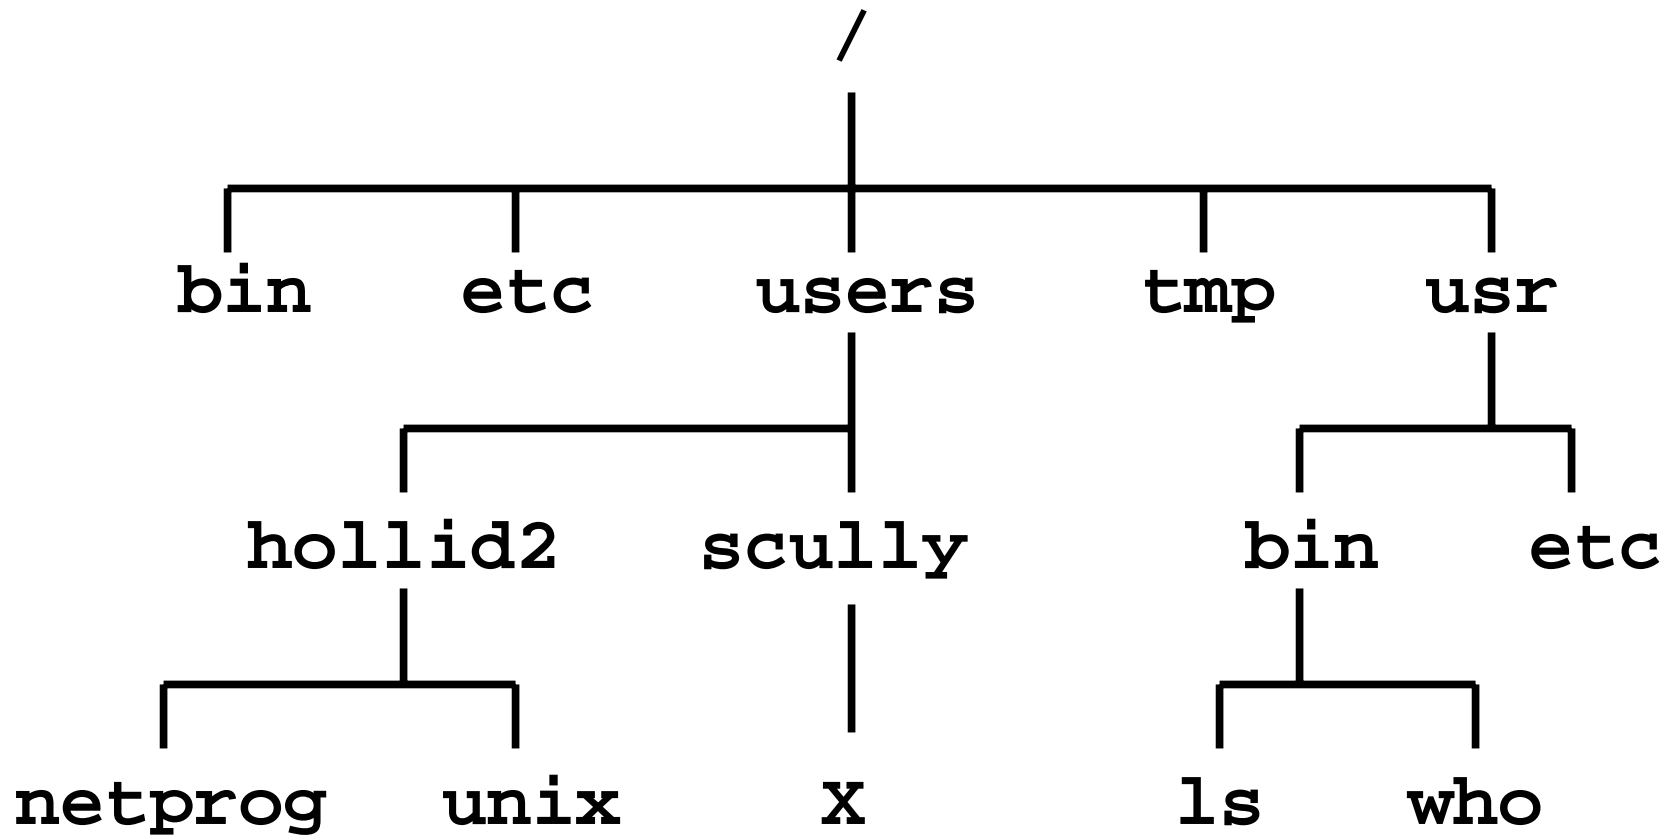 /
bin etc users tmp usr
hollid2 scully bin etc
netprog unix X ls who